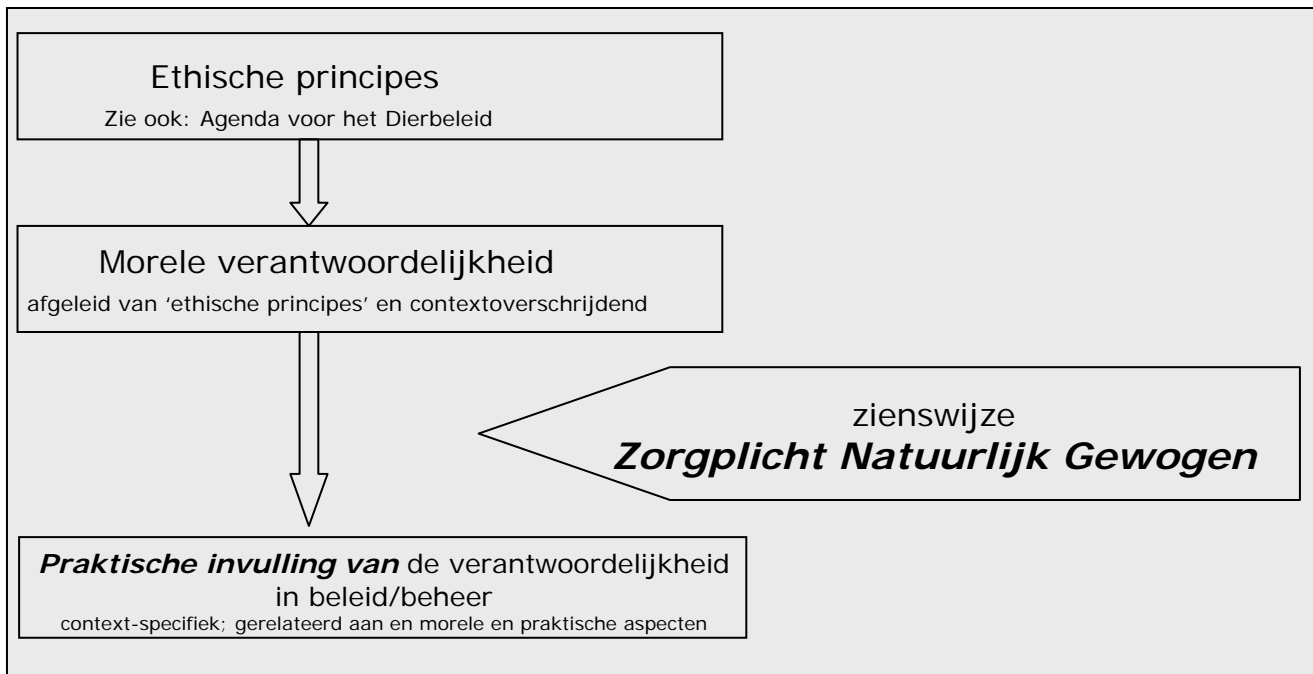 Ethische principes
Zie ook: Agenda voor het Dierbeleid
Morele verantwoordelijkheid
afgeleid van ‘ethische principes’ en contextoverschrijdend
zienswijze
Zorgplicht Natuurlijk Gewogen
Praktische invulling van de verantwoordelijkheid
in beleid/beheer
context-specifiek; gerelateerd aan en morele en praktische aspecten